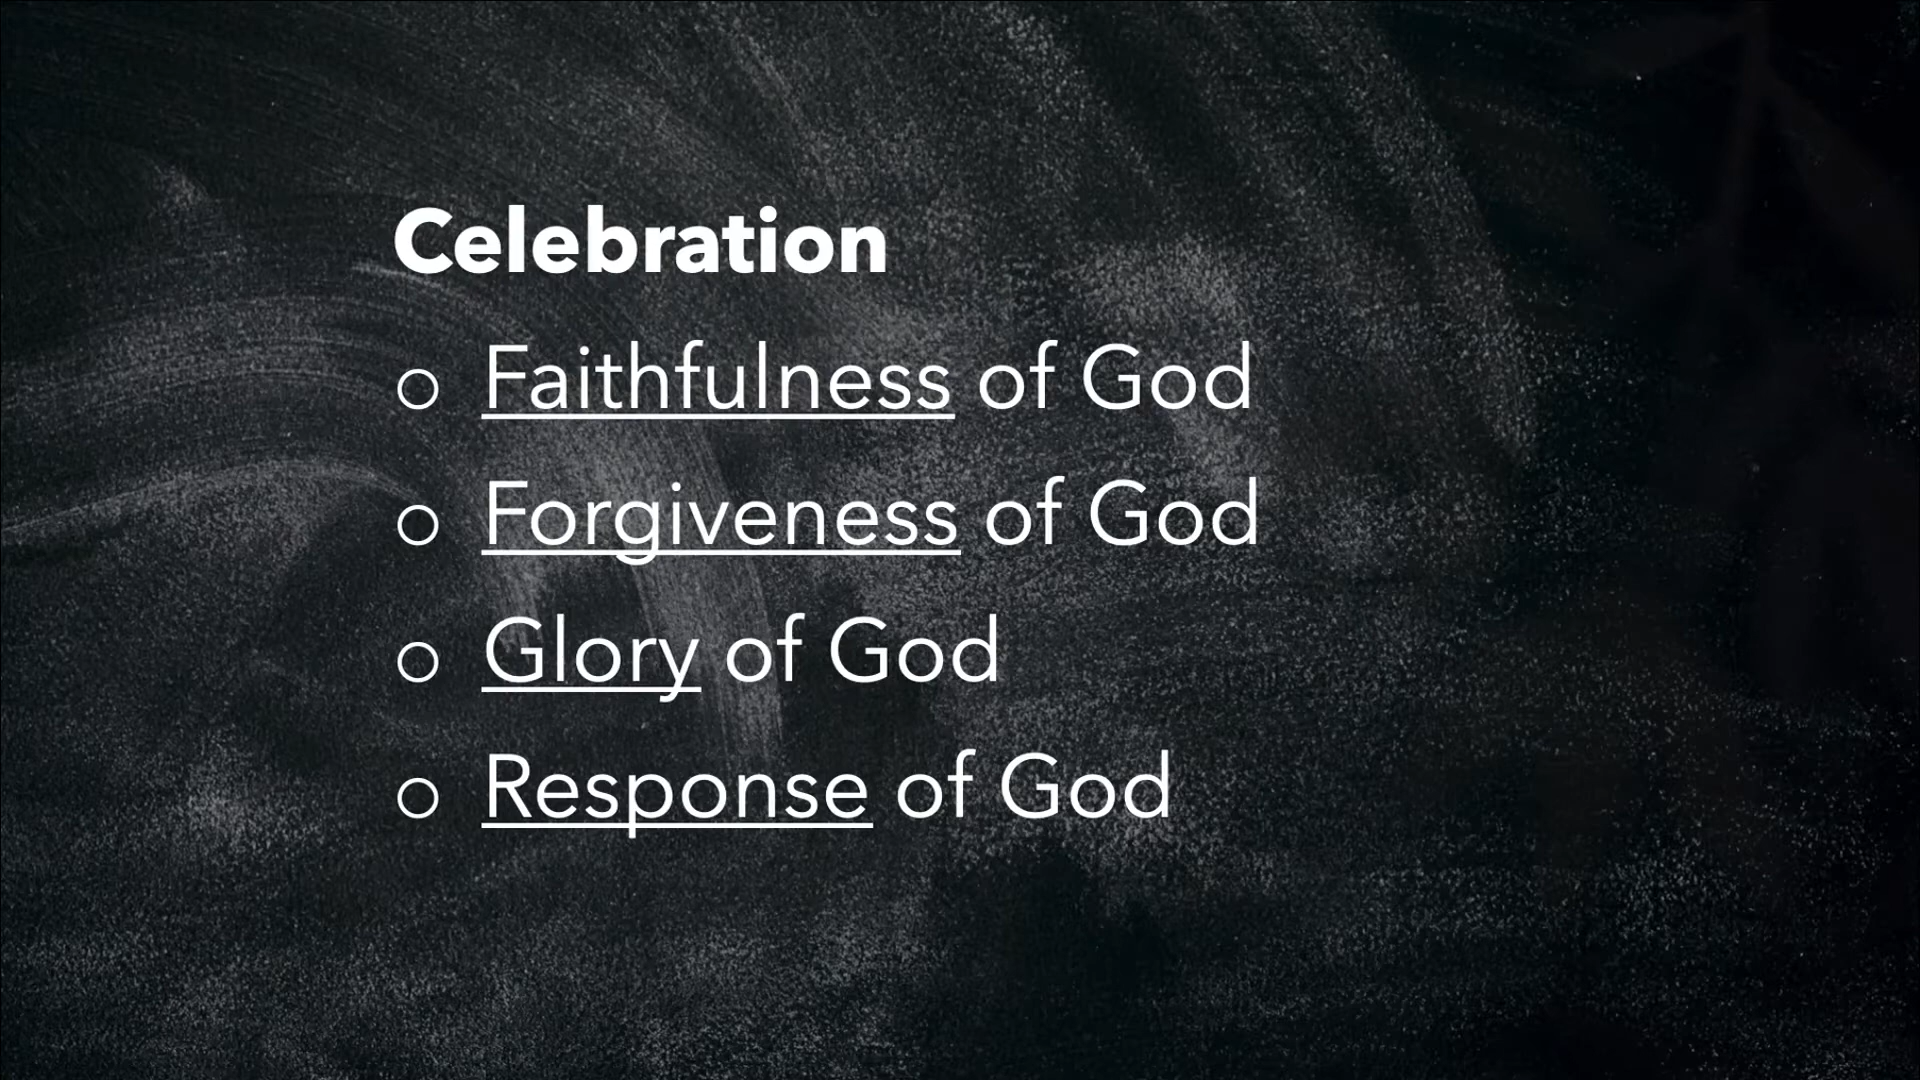 Celebration
○ Faithfulness of God
○ Forgiveness of God
○ Glory of God
○ Response of God